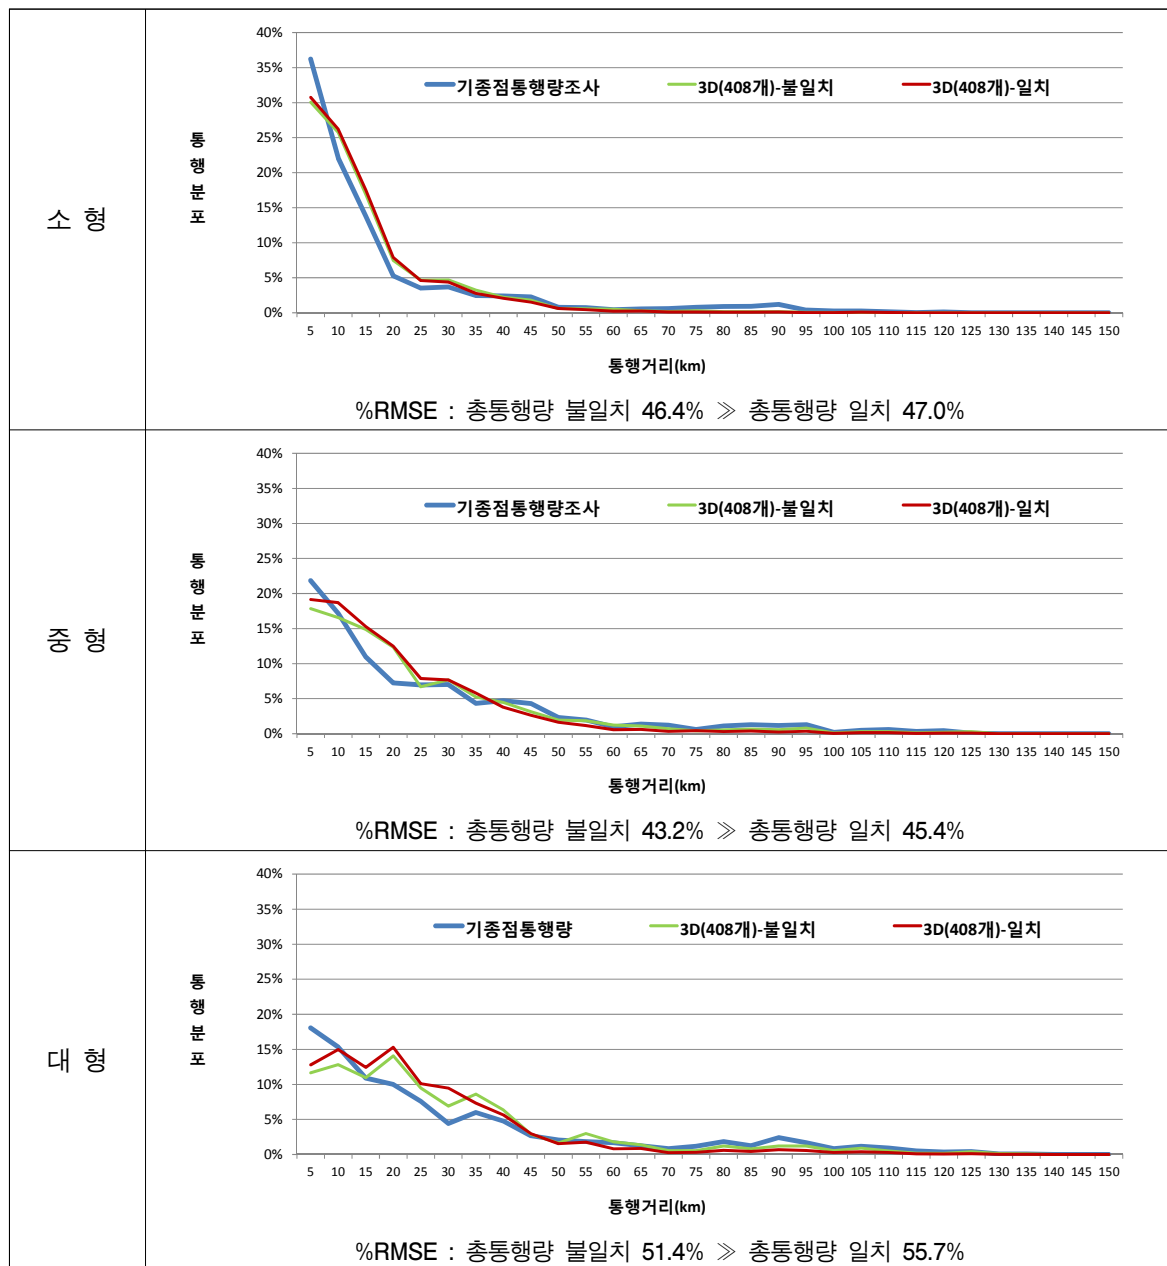 소 형
40%
35%
30%
25%
20%
15%
10%
5%
0%
통
행
분
포
기종점통행량조사 3D(408개)-불일치 3D(408개)-일치
5 10 15 20 25 30 35 40 45 50 55 60 65 70 75 80 85 90 95 100 105 110 115 120 125 130 135 140 145 150
통행거리(km)
%RMSE : 총통행량 불일치 46.4% ≫ 총통행량 일치 47.0%
중 형
40%
35%
30%
25%
20%
15%
10%
5%
0%
통
행
분
포
기종점통행량조사 3D(408개)-불일치 3D(408개)-일치
5 10 15 20 25 30 35 40 45 50 55 60 65 70 75 80 85 90 95 100 105 110 115 120 125 130 135 140 145 150
통행거리(km)
%RMSE : 총통행량 불일치 43.2% ≫ 총통행량 일치 45.4%
대 형
40%
35%
30%
25%
20%
15%
10%
5%
0%
통
행
분
포
기종점통행량 3D(408개)-불일치 3D(408개)-일치
5 10 15 20 25 30 35 40 45 50 55 60 65 70 75 80 85 90 95 100 105 110 115 120 125 130 135 140 145 150
통행거리(km)
%RMSE : 총통행량 불일치 51.4% ≫ 총통행량 일치 55.7%